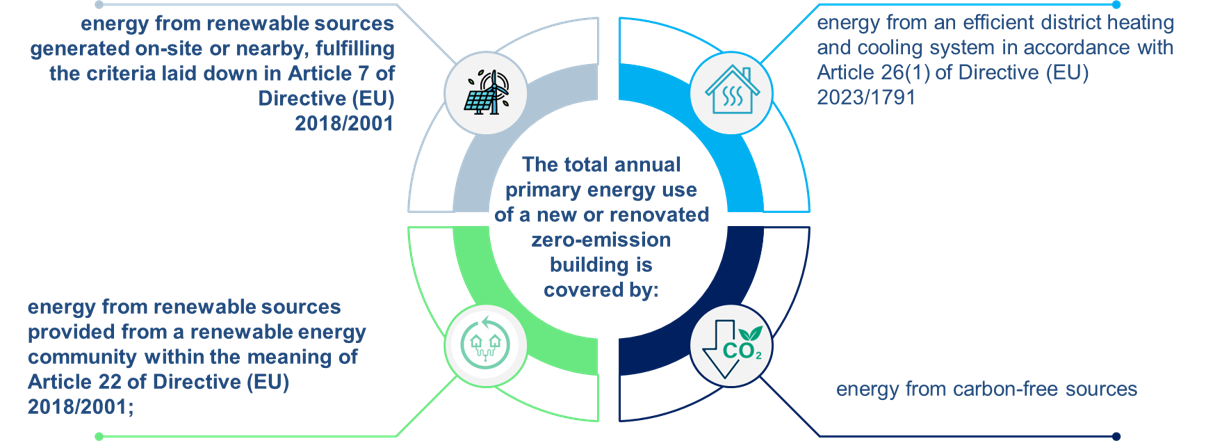 energy from renewable sources
generated on-site or nearby, fulfilling
the criteria laid down in Article 7 of
Directive (EU)
2018/2001
energy from an efficient district heating
and cooling system in accordance with
Article 26(1) of Directive (EU)
2023/1791
The total annual
primary energy use
of a new or renovated
zero-emission
building is
covered by:
energy from renewable sources
provided from a renewable energy
community within the meaning of
Article 22 of Directive (EU)
2018/2001;
CO₂
energy from carbon-free sources